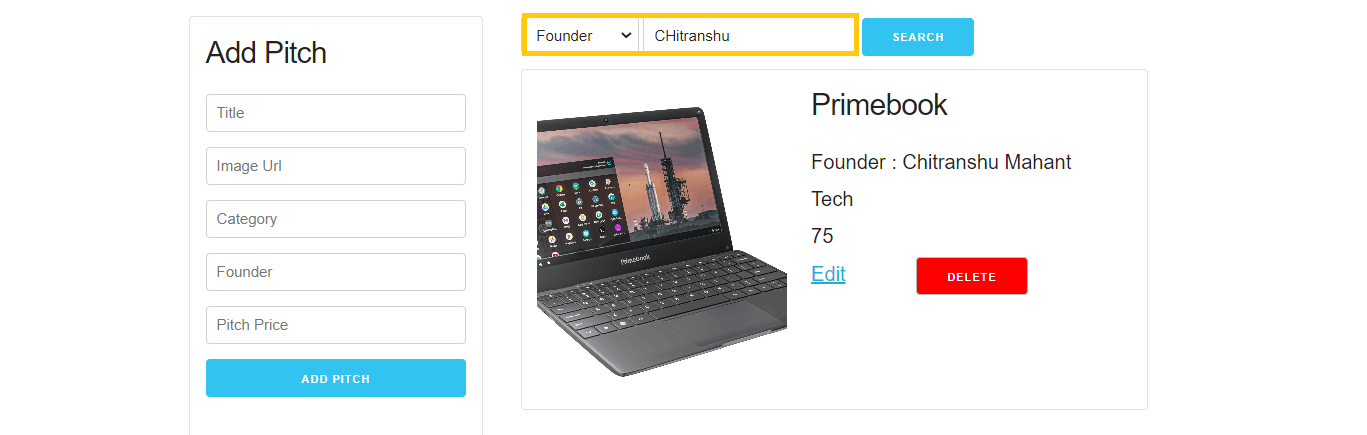 Add Pitch
Title
Image Url
Category
Founder
Pitch Price
ADD PITCH
Founder
CHitranshu
SEARCH
Primebook
Primebook
Founder : Chitranshu Mahant
Tech
75
Edit
DELETE